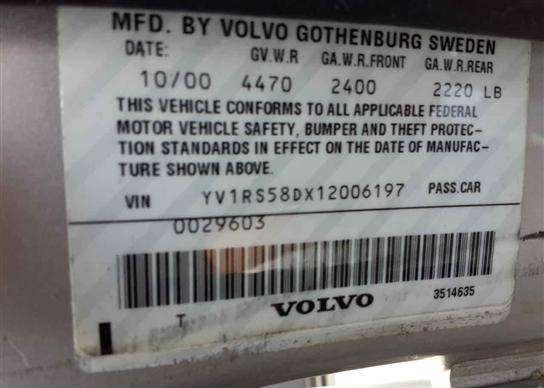 MFD. BY VOLVO GOTHENBURG SWEDEN
DATE: GV.W.R GA.W.R.FRONT GA.W.R.REAR
10/00 4470 2400 2220 LB
THIS VEHICLE CONFORMS TO ALL APPLICABLE FEDERAL
MOTOR VEHICLE SAFETY, BUMPER AND THEFT PROTEC-
TION STANDARDS IN EFFECT ON THE DATE OF MANUFAC-
TURE SHOWN ABOVE.
VIN YV1RS58DX12006197 PASS.CAR
0029603
T VOLVO 3514635